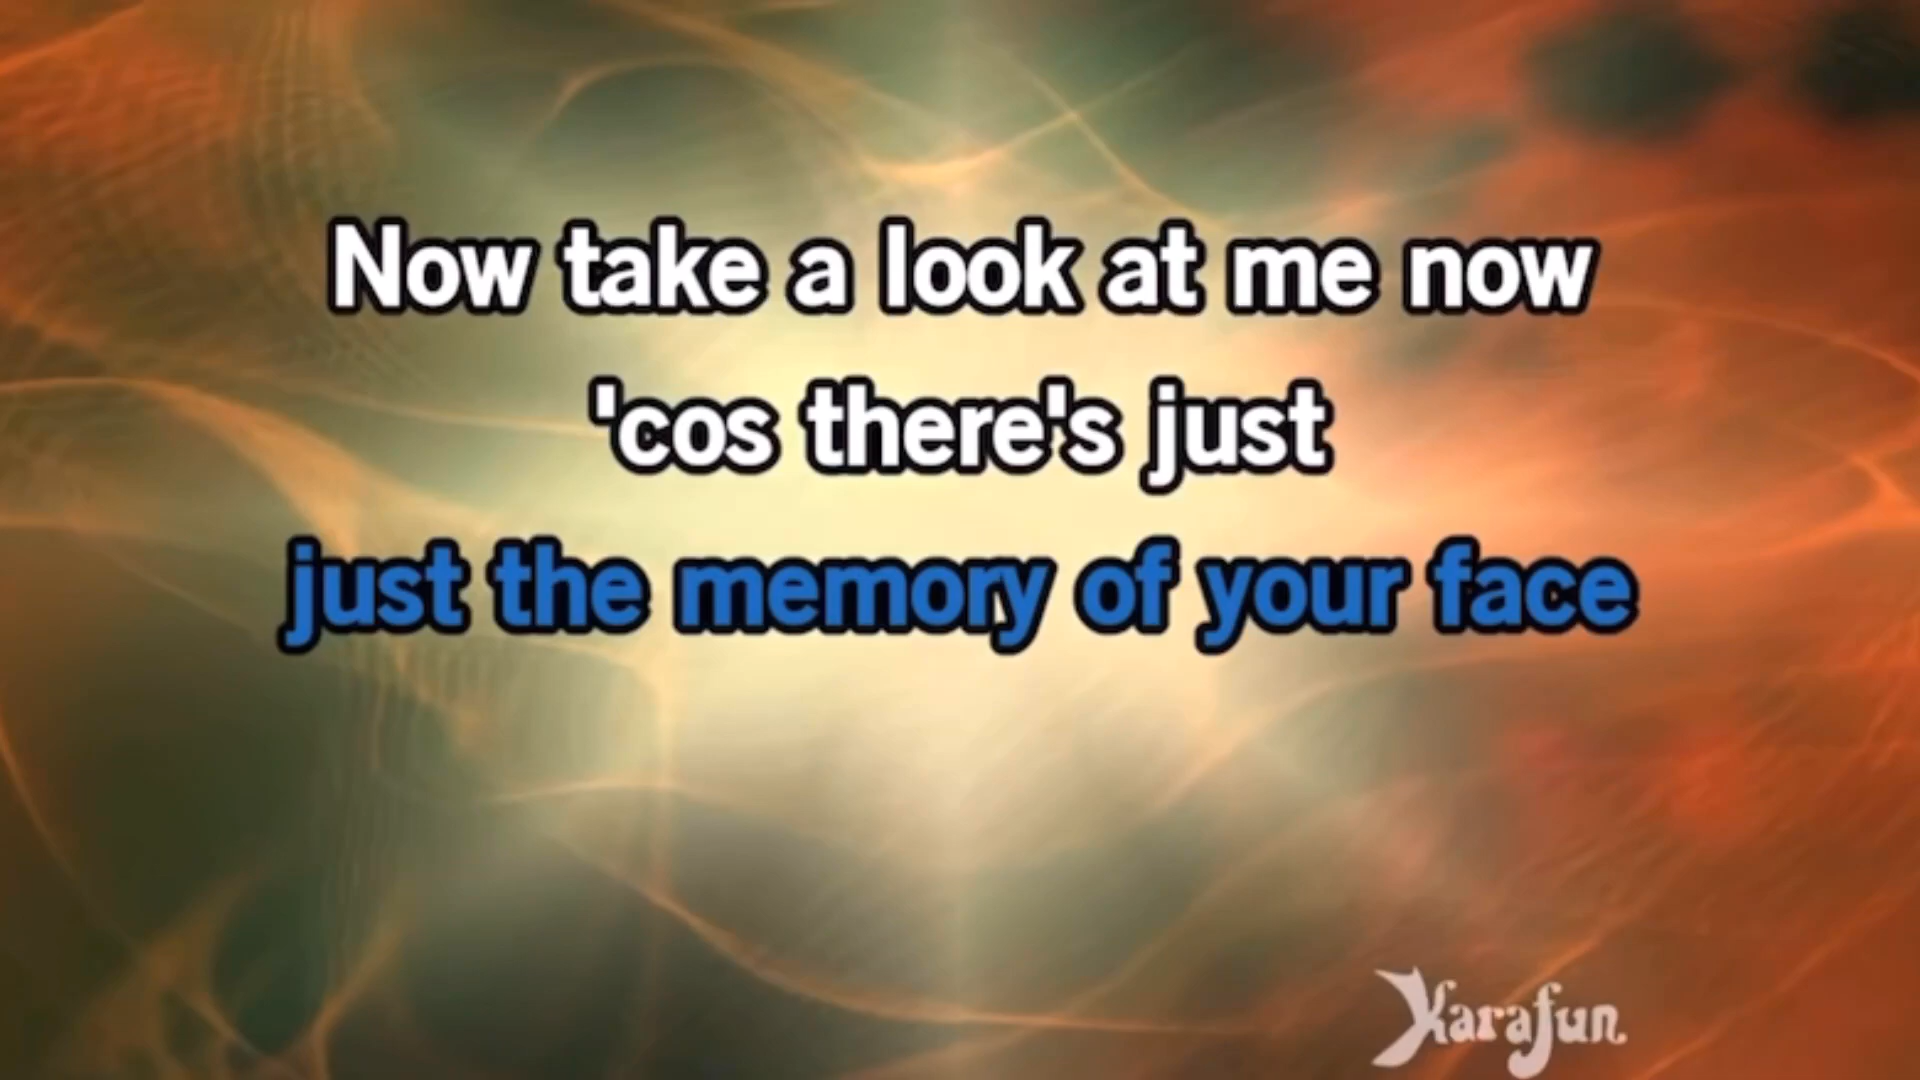 Now take a look at me now
'cos there's just
just the memory of your face
Karafun